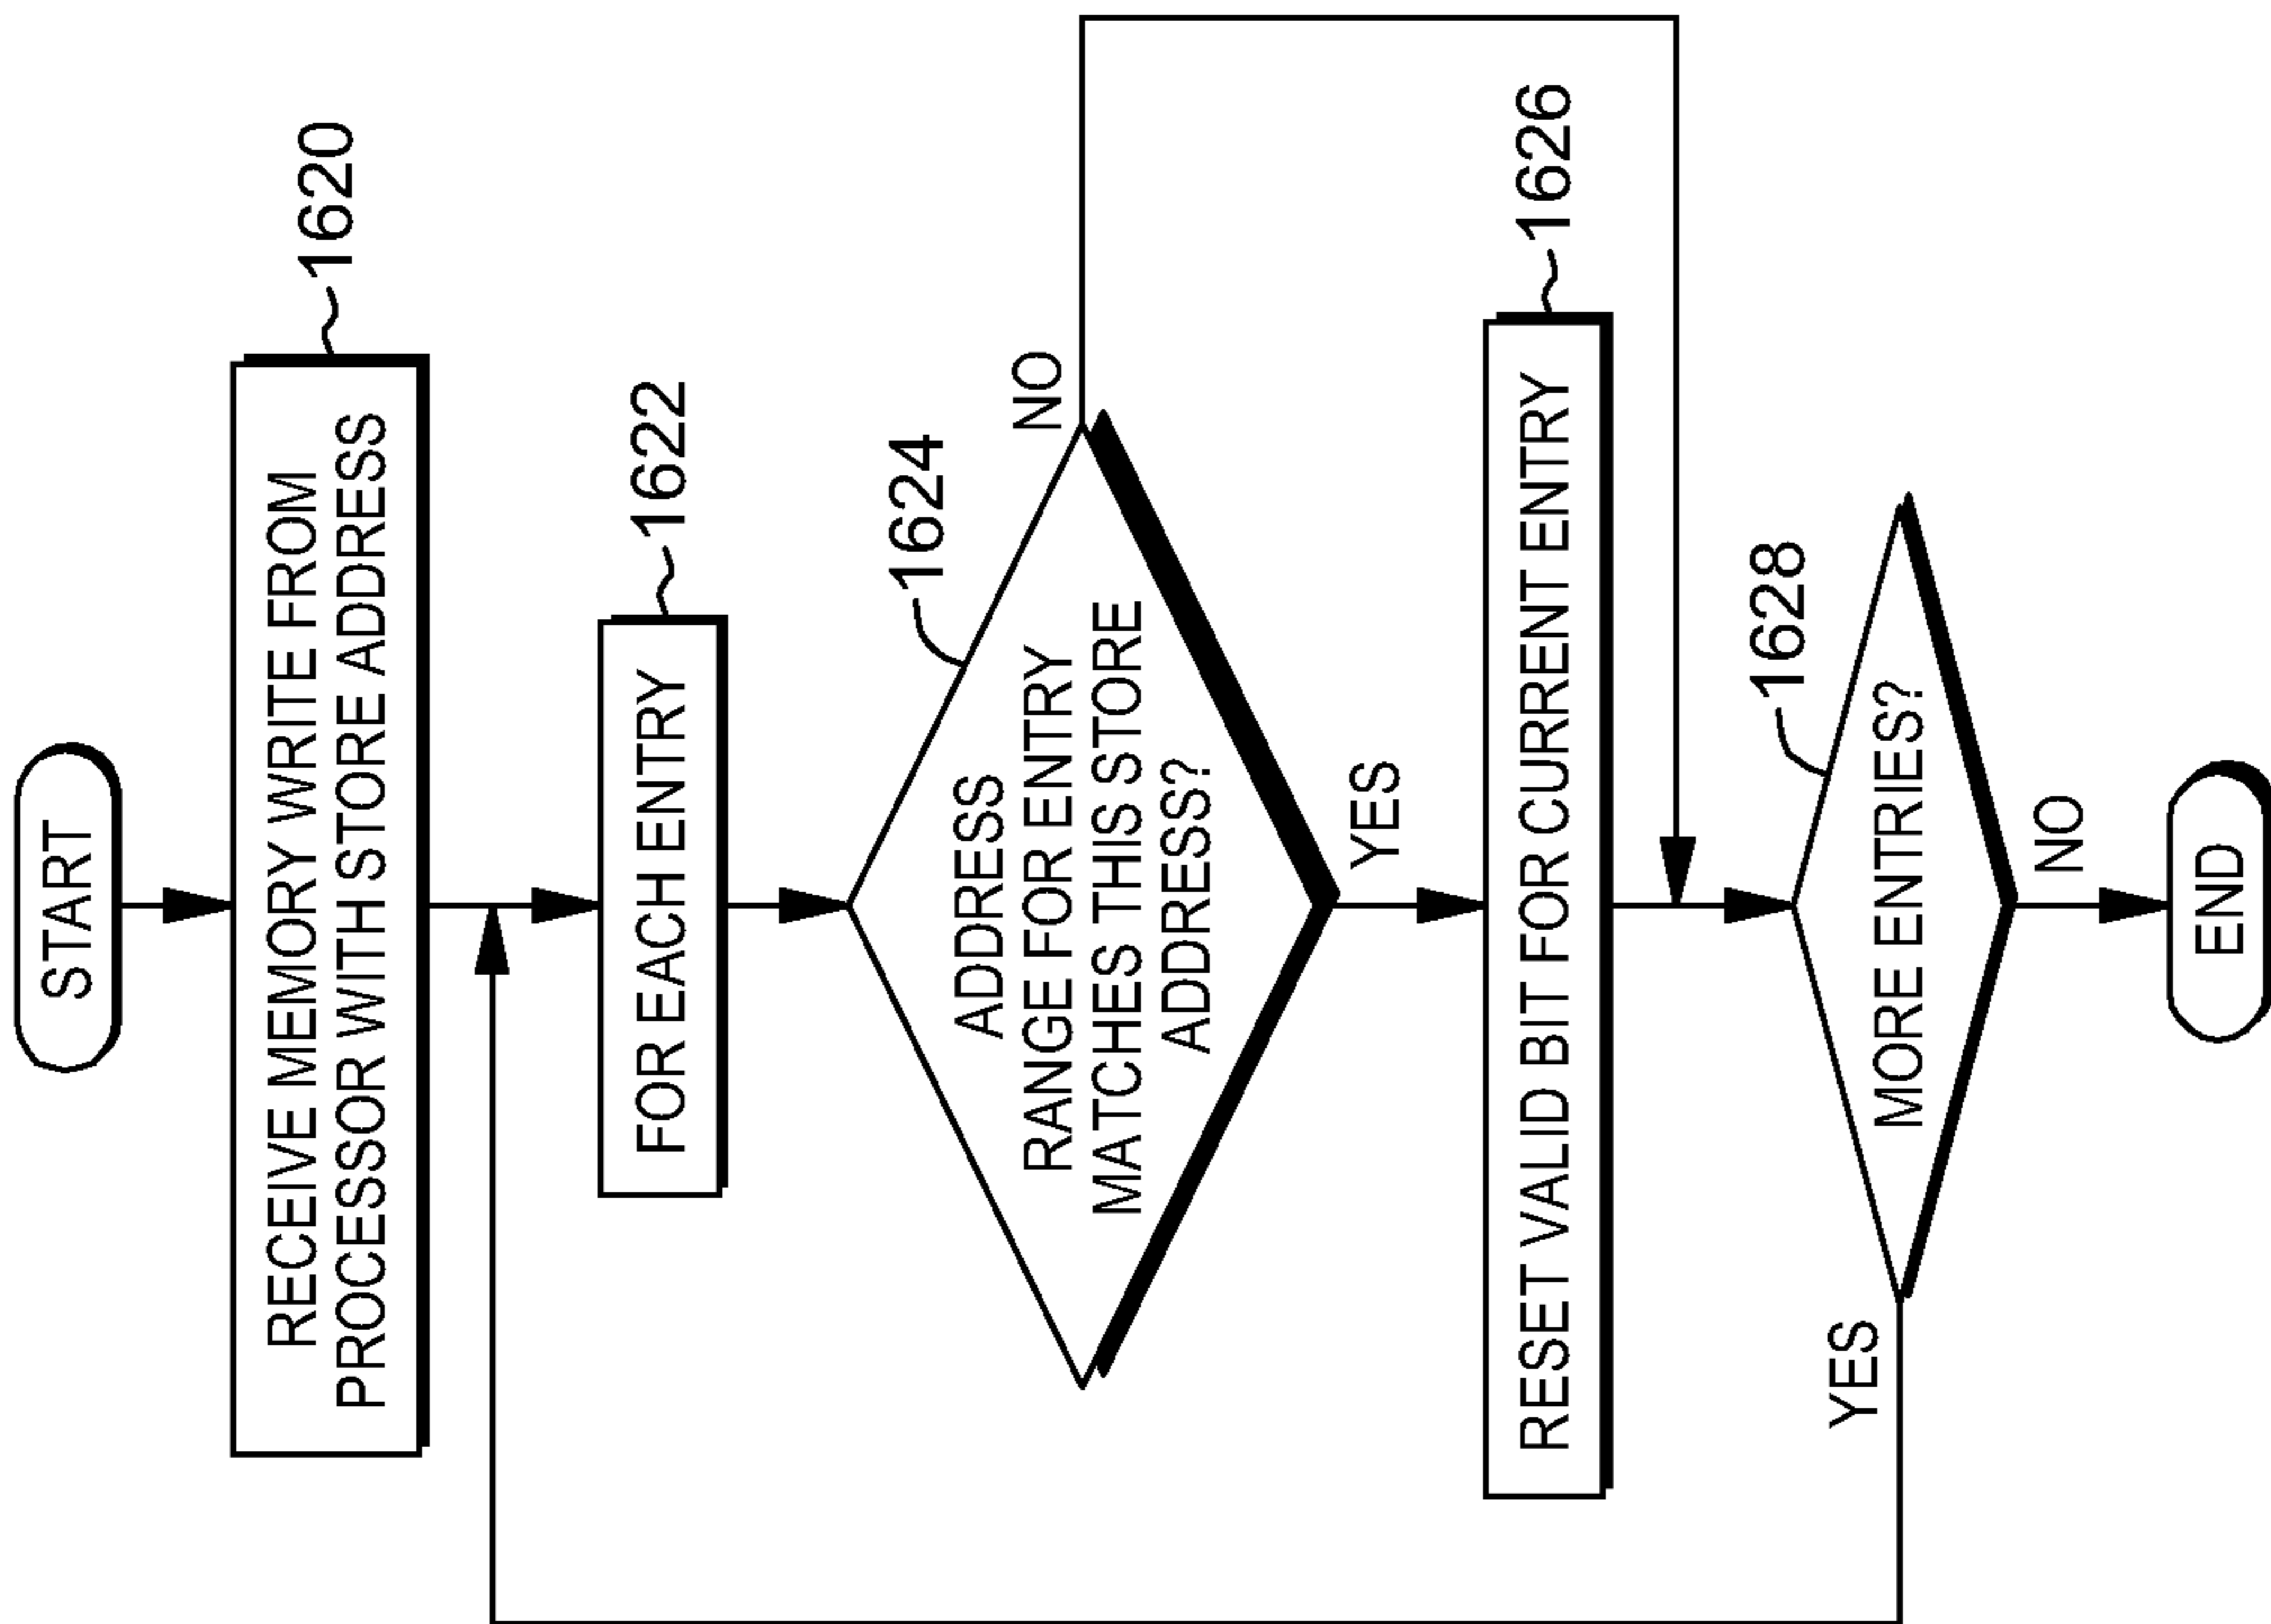 START
RECEIVE MEMORY WRITE FROM
PROCESSOR WITH STORE ADDRESS
1620
FOR EACH ENTRY
1622
1624
ADDRESS
RANGE FOR ENTRY
MATCHES THIS STORE
ADDRESS?
NO
YES
RESET VALID BIT FOR CURRENT ENTRY
1626
1628
MORE ENTRIES?
YES
NO
END